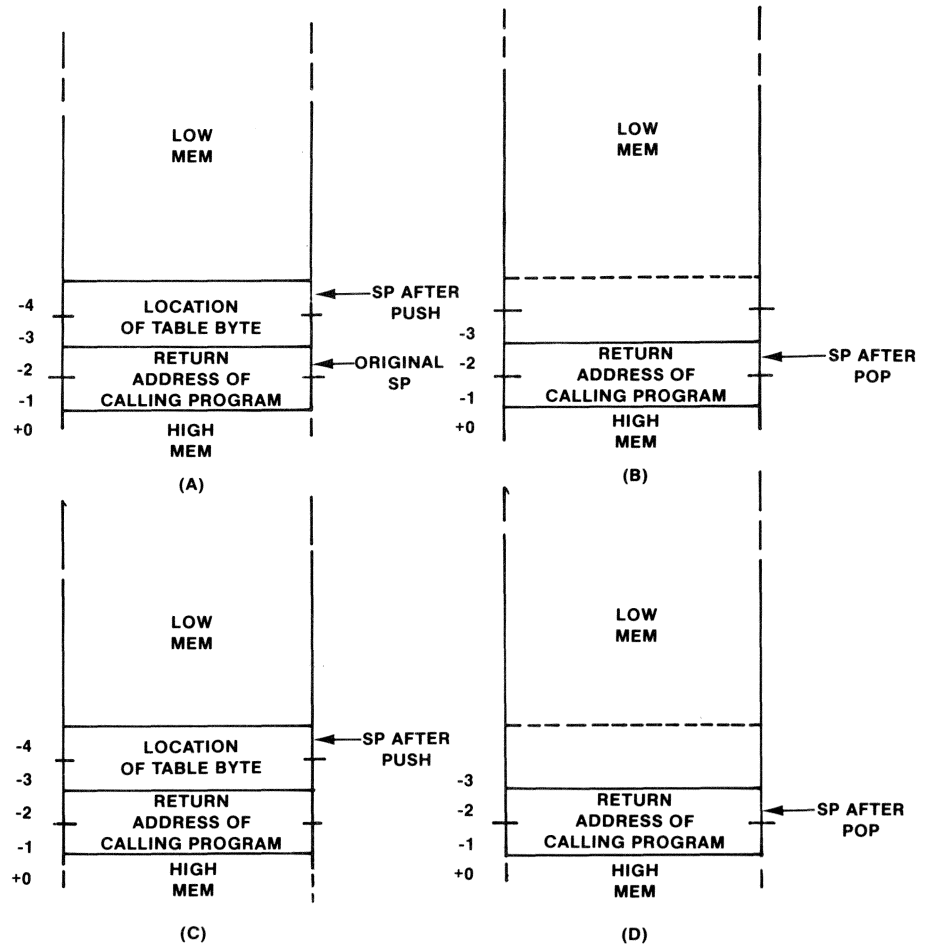 LOW
MEM
-4
LOCATION
OF TABLE BYTE
SP AFTER
PUSH
-3
-2
RETURN
ADDRESS OF
CALLING PROGRAM
ORIGINAL
SP
-1
+0
HIGH
MEM
(A)
LOW
MEM
-3
-2
RETURN
ADDRESS OF
CALLING PROGRAM
SP AFTER
POP
-1
+0
HIGH
MEM
(B)
LOW
MEM
-4
LOCATION
OF TABLE BYTE
SP AFTER
PUSH
-3
-2
RETURN
ADDRESS OF
CALLING PROGRAM
-1
+0
HIGH
MEM
(C)
LOW
MEM
-3
-2
RETURN
ADDRESS OF
CALLING PROGRAM
SP AFTER
POP
-1
+0
HIGH
MEM
(D)